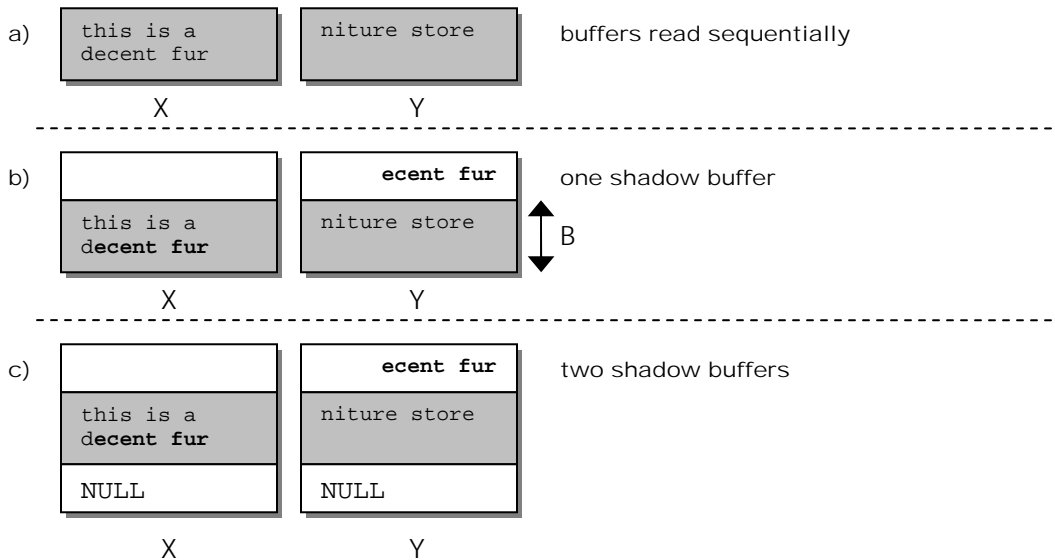 a)
this is a
decent fur
niture store
buffers read sequentially
X
Y
b)
ecent fur
one shadow buffer
this is a
decent fur
niture store
B
X
Y
c)
ecent fur
two shadow buffers
this is a
decent fur
niture store
NULL
NULL
X
Y